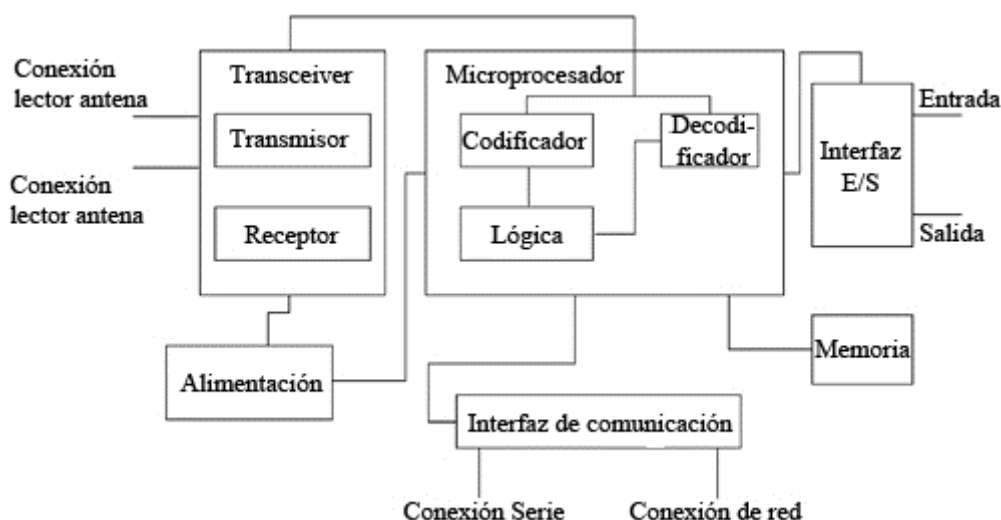 Conexión
lector antena
Conexión
lector antena
Transceiver
Transmisor
Receptor
Alimentación
Microprocesador
Codificador
Decodi-
ficador
Lógica
Interfaz
E/S
Entrada
Salida
Memoria
Interfaz de comunicación
Conexión Serie
Conexión de red